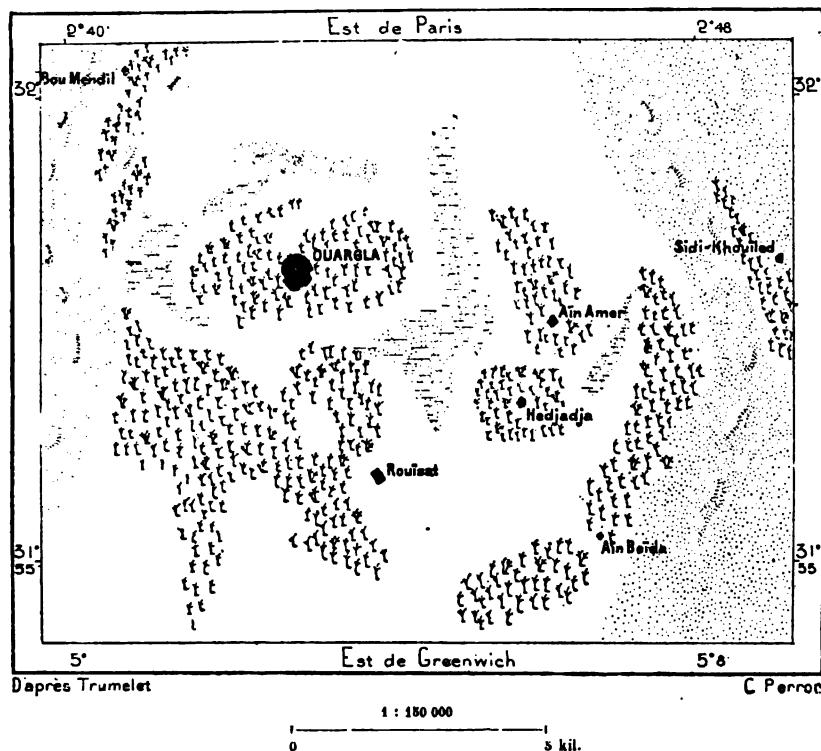 2°40' Est de Paris 2°48
Bou Mendil
32° 32°
Sidi-Khouiled
OUARGLA
Aïn Amer
Hadjadja
Rouïsat
Aïn Beïda
31° 55 31° 55
5° Est de Greenwich 5°8'
D'après Trumelet C Perron
1 : 150 000
0 5 kil.